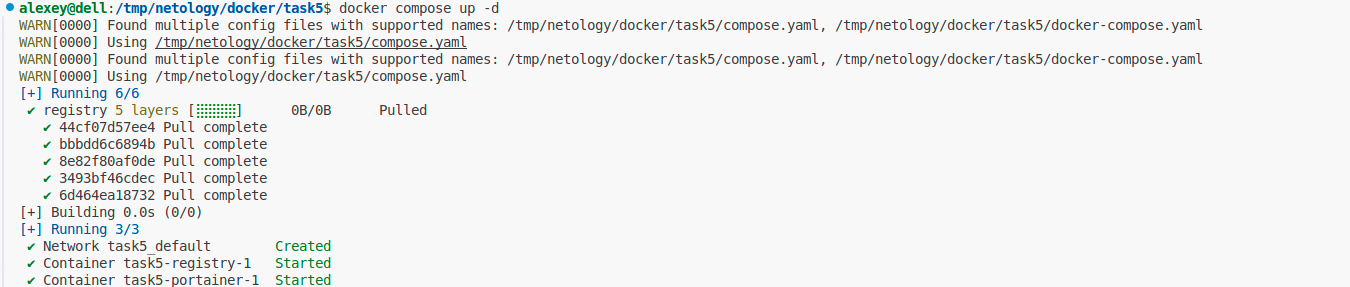 alexey@dell:/tmp/netology/docker/task5$ docker compose up -d
WARN[0000] Found multiple config files with supported names: /tmp/netology/docker/task5/compose.yaml, /tmp/netology/docker/task5/docker-compose.yaml
WARN[0000] Using /tmp/netology/docker/task5/compose.yaml
WARN[0000] Found multiple config files with supported names: /tmp/netology/docker/task5/compose.yaml, /tmp/netology/docker/task5/docker-compose.yaml
WARN[0000] Using /tmp/netology/docker/task5/compose.yaml
[+] Running 6/6
✔ registry 5 layers [⣿⣿⣿⣿⣿] 0B/0B Pulled
✔ 44cf07d57ee4 Pull complete
✔ bbbdd6c6894b Pull complete
✔ 8e82f80af0de Pull complete
✔ 3493bf46cdec Pull complete
✔ 6d464ea18732 Pull complete
[+] Building 0.0s (0/0)
[+] Running 3/3
✔ Network task5_default Created
✔ Container task5-registry-1 Started
✔ Container task5-portainer-1 Started